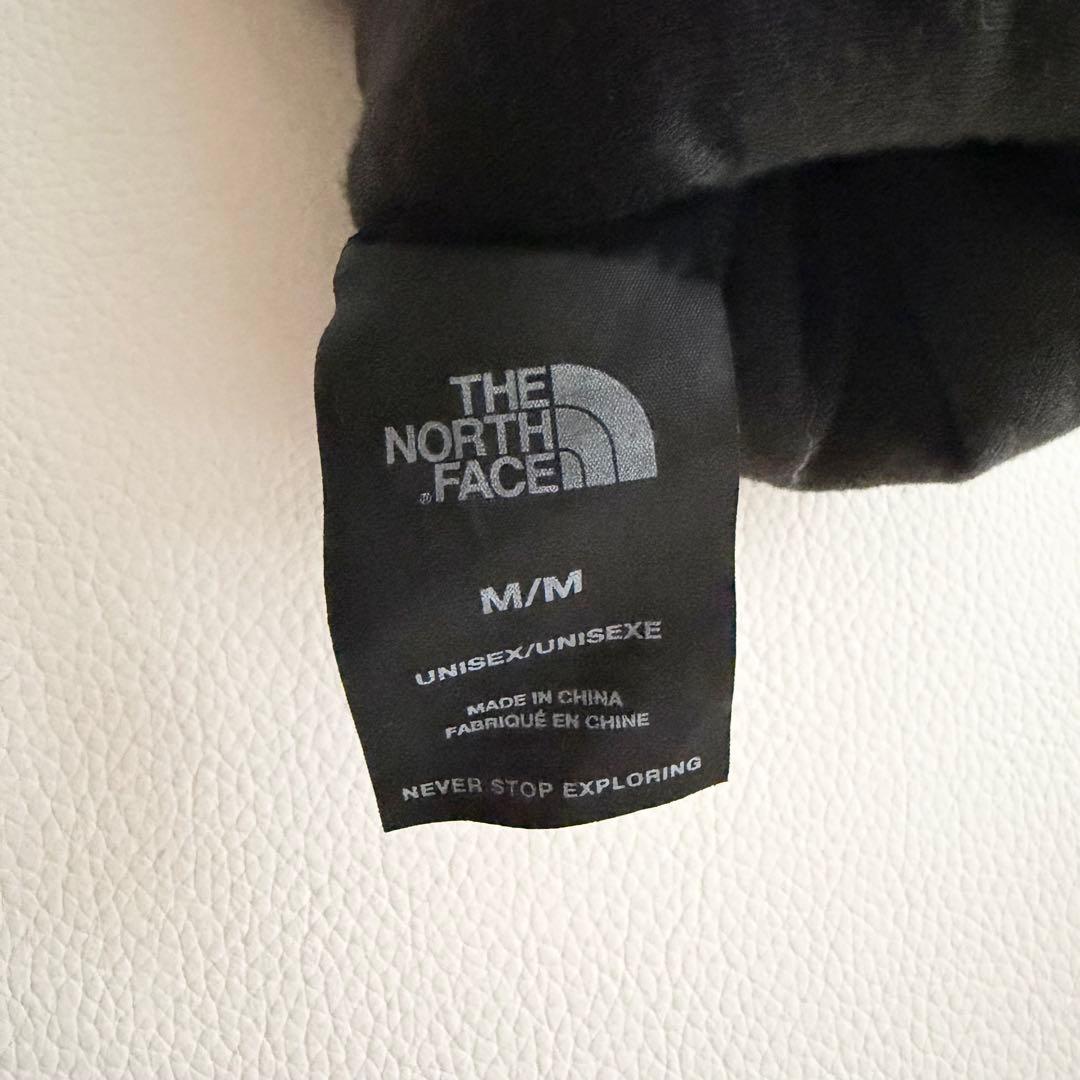 THE
NORTH
® FACE
M/M
UNISEX/UNISEXE
MADE IN CHINA
FABRIQUÉ EN CHINE
NEVER STOP EXPLORING